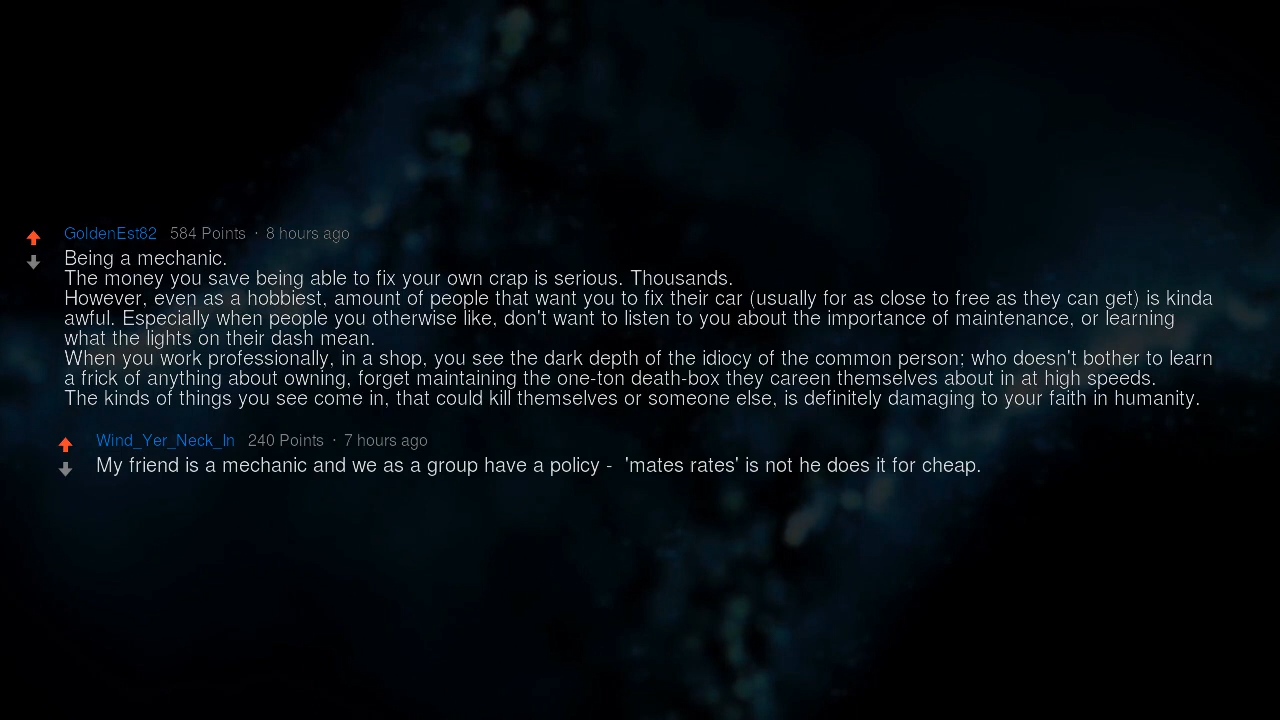 GoldenEst82 584 Points · 8 hours ago
Being a mechanic.
The money you save being able to fix your own crap is serious. Thousands.
However, even as a hobbiest, amount of people that want you to fix their car (usually for as close to free as they can get) is kinda
awful. Especially when people you otherwise like, don't want to listen to you about the importance of maintenance, or learning
what the lights on their dash mean.
When you work professionally, in a shop, you see the dark depth of the idiocy of the common person; who doesn't bother to learn
a frick of anything about owning, forget maintaining the one-ton death-box they careen themselves about in at high speeds.
The kinds of things you see come in, that could kill themselves or someone else, is definitely damaging to your faith in humanity.
Wind_Yer_Neck_In 240 Points · 7 hours ago
My friend is a mechanic and we as a group have a policy -  'mates rates' is not he does it for cheap.